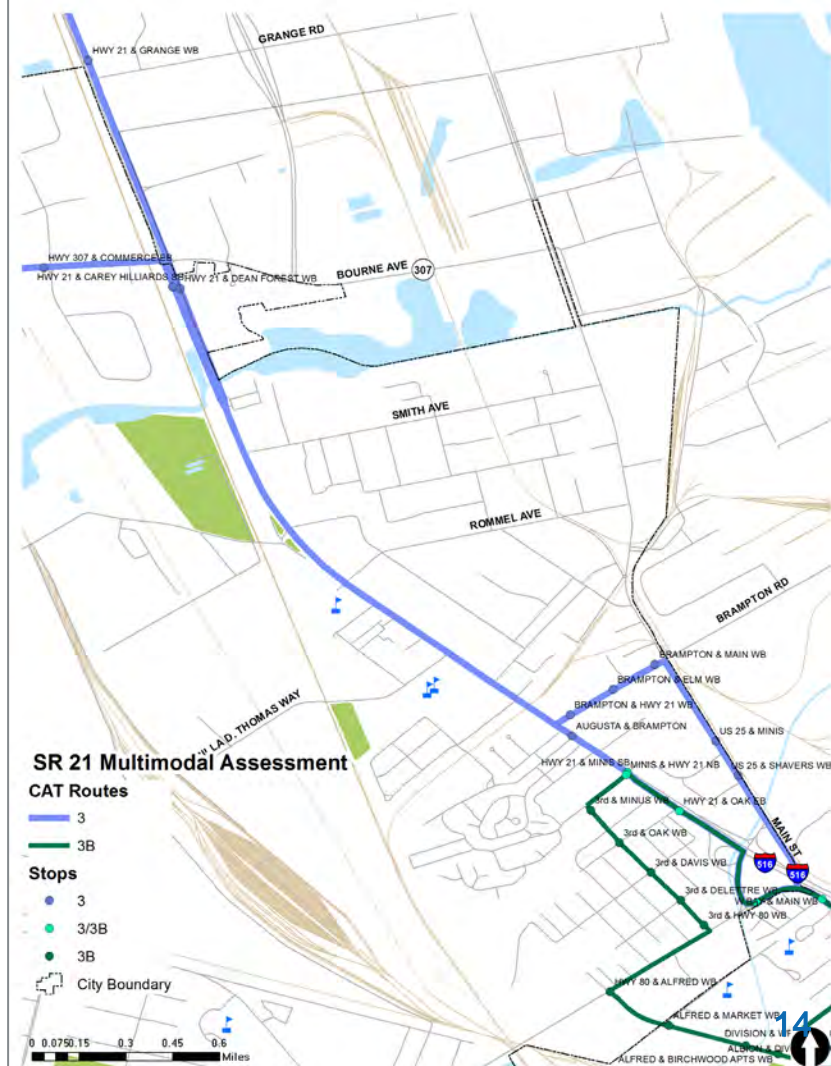 GRANGE RD
HWY 21 & GRANGE WB
HWY 307 & COMMERCE EB
HWY 21 & CAREY HILLIARDS SB
HWY 21 & DEAN FOREST WB
BOURNE AVE
307
SMITH AVE
ROMMEL AVE
BRAMPTON RD
BRAMPTON & MAIN WB
BRAMPTON & ELM WB
BRAMPTON & HWY 21 WB
AUGUSTA & BRAMPTON
US 25 & MINIS
LA D. THOMAS WAY
HWY 21 & MINIS SB
MINIS & HWY 21 NB
US 25 & SHAVERS WB
3rd & MINUS WB
HWY 21 & OAK EB
MAIN ST
3rd & OAK WB
3rd & DAVIS WB
516
516
3rd & DELETTRE WB
& MAIN WB
3rd & HWY 80 WB
HWY 80 & ALFRED WB
ALFRED & MARKET WB
DIVISION &
ALFRED & BIRCHWOOD APTS WB
SR 21 Multimodal Assessment
CAT Routes
3
3B
Stops
3
3/3B
3B
City Boundary
0 0.075 0.15 0.3 0.45 0.6
Miles
14